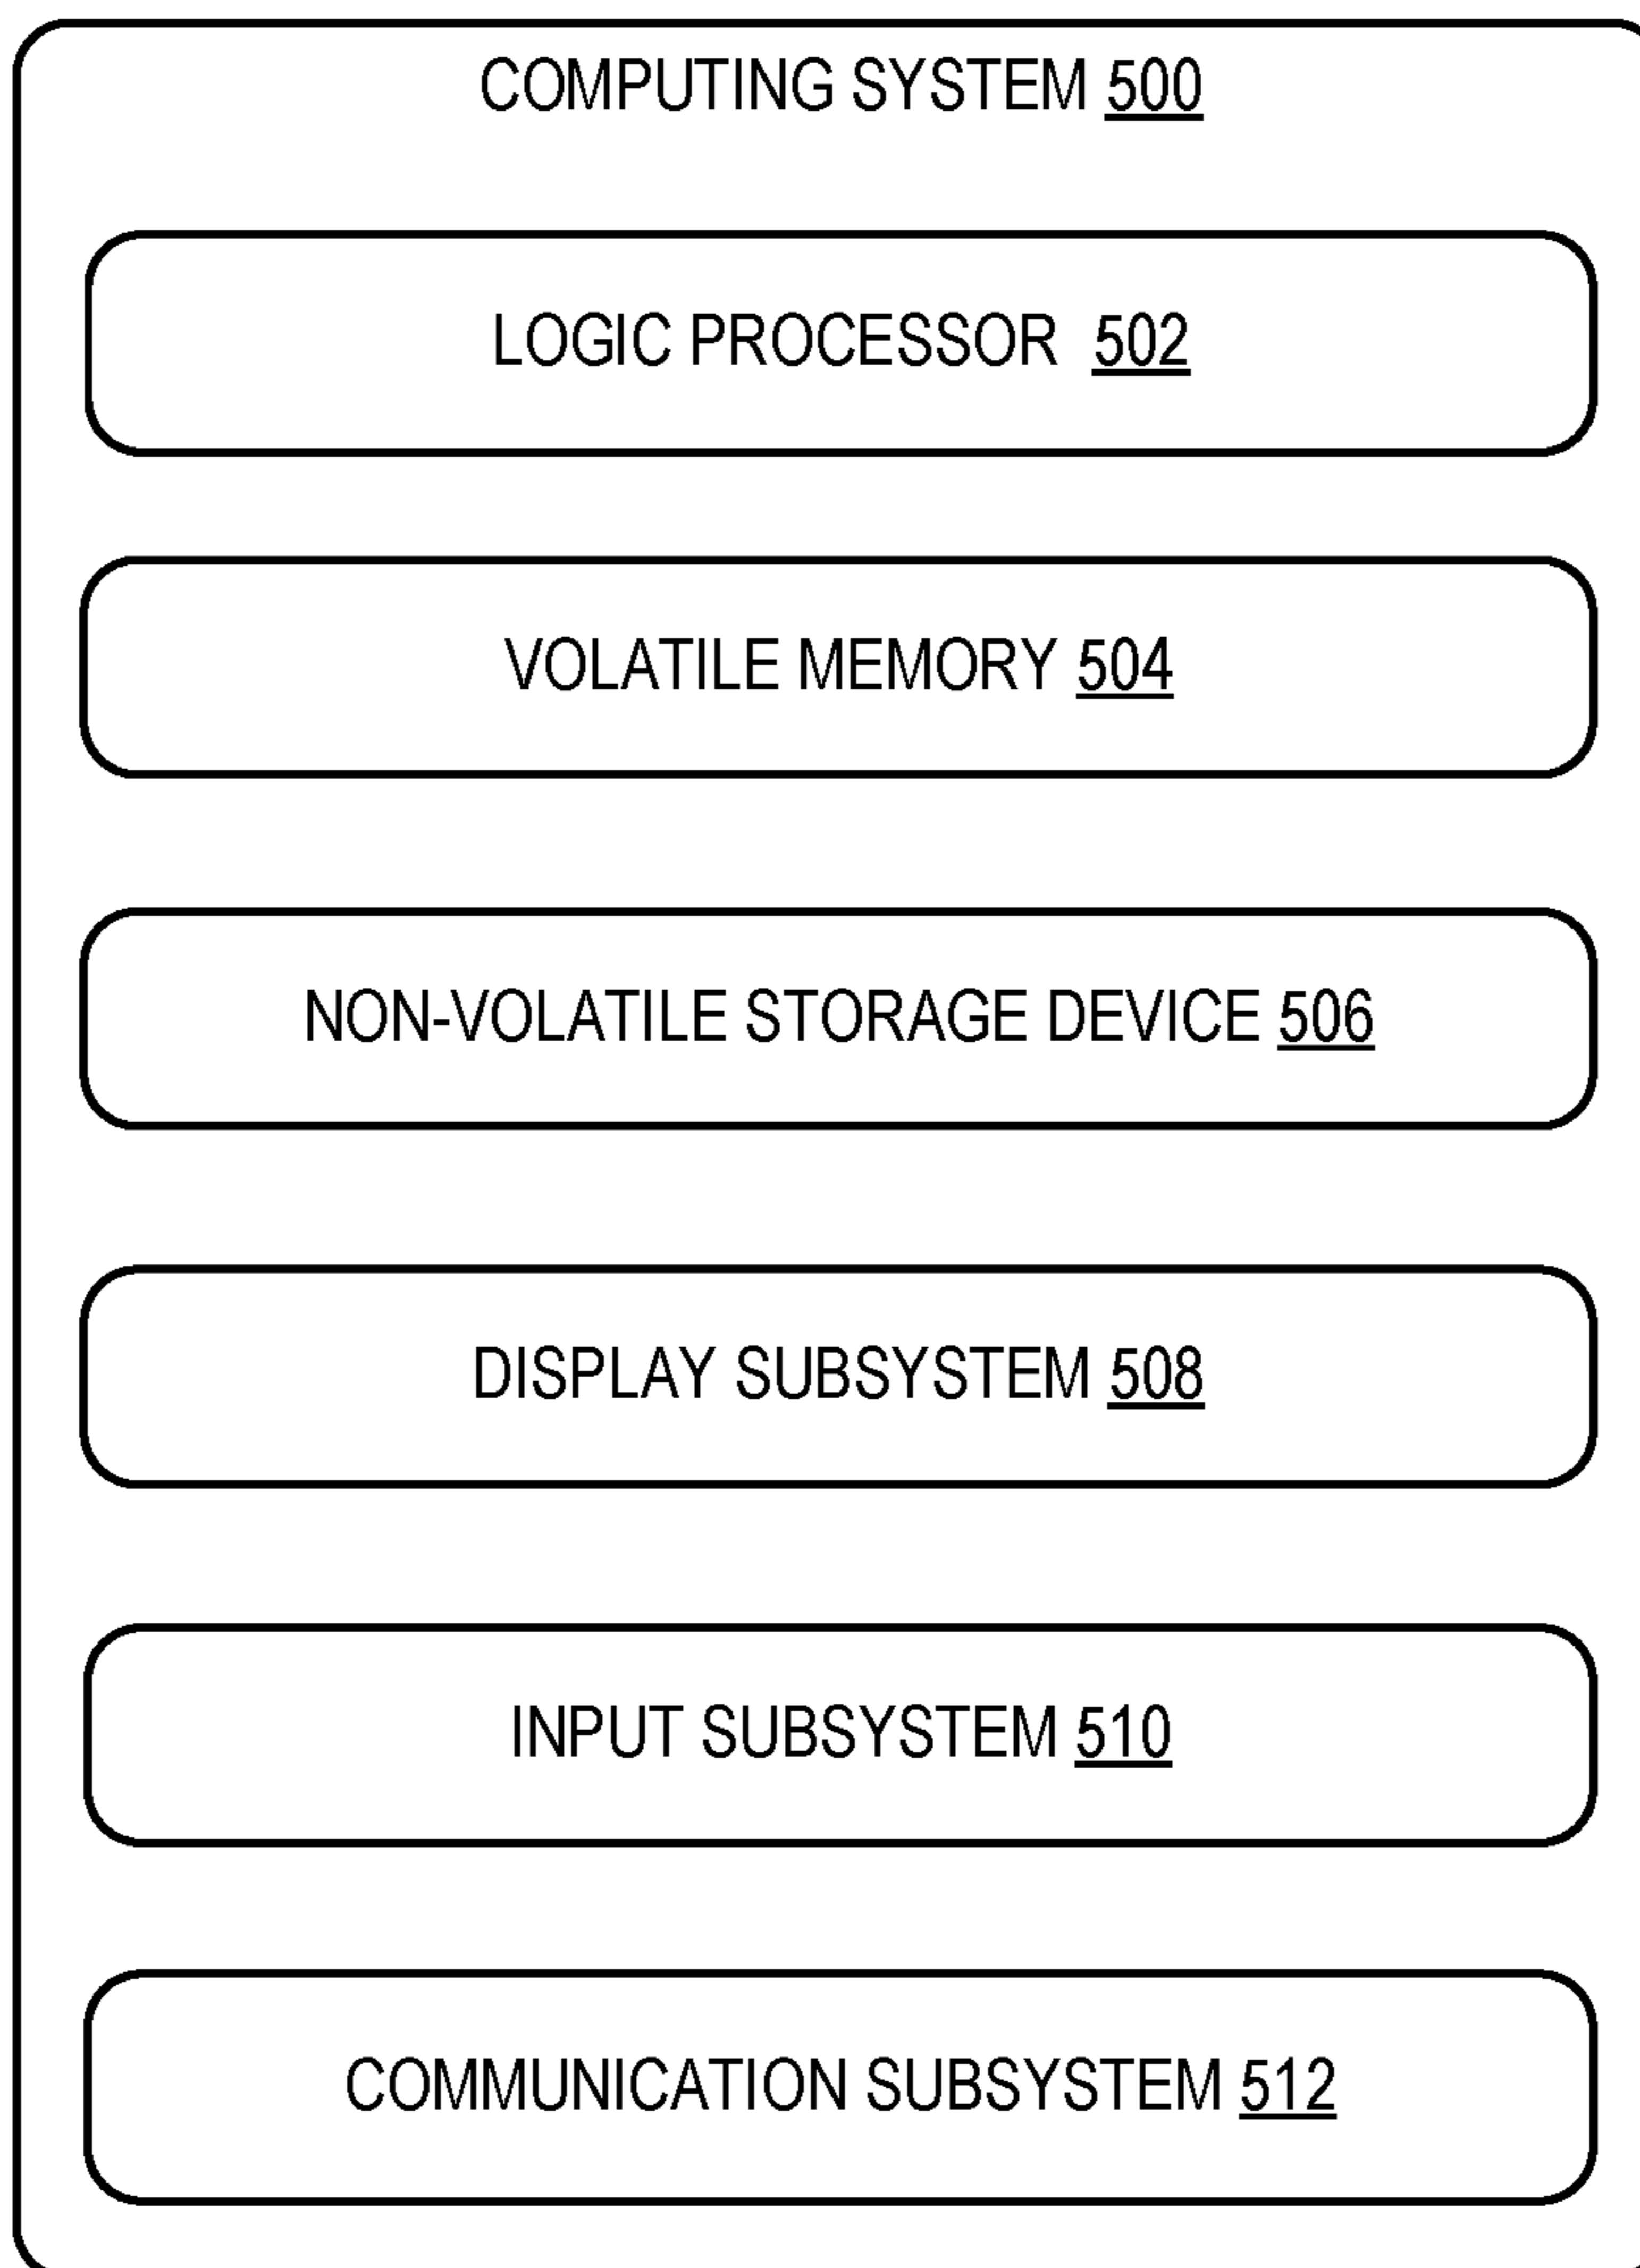 COMPUTING SYSTEM 500
LOGIC PROCESSOR 502
VOLATILE MEMORY 504
NON-VOLATILE STORAGE DEVICE 506
DISPLAY SUBSYSTEM 508
INPUT SUBSYSTEM 510
COMMUNICATION SUBSYSTEM 512